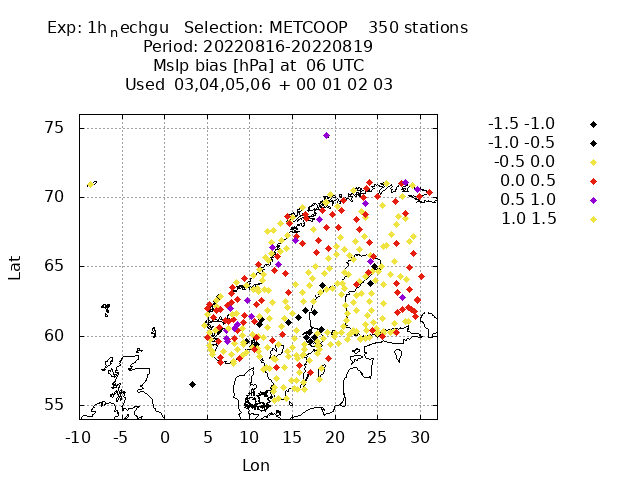 Exp: 1h_nechgu Selection: METCOOP 350 stations
Period: 20220816-20220819
Mslp bias [hPa] at 06 UTC
Used 03,04,05,06 + 00 01 02 03
-1.5 -1.0
-1.0 -0.5
-0.5 0.0
0.0 0.5
0.5 1.0
1.0 1.5
75
70
65
60
55
Lat
-10 -5 0 5 10 15 20 25 30
Lon